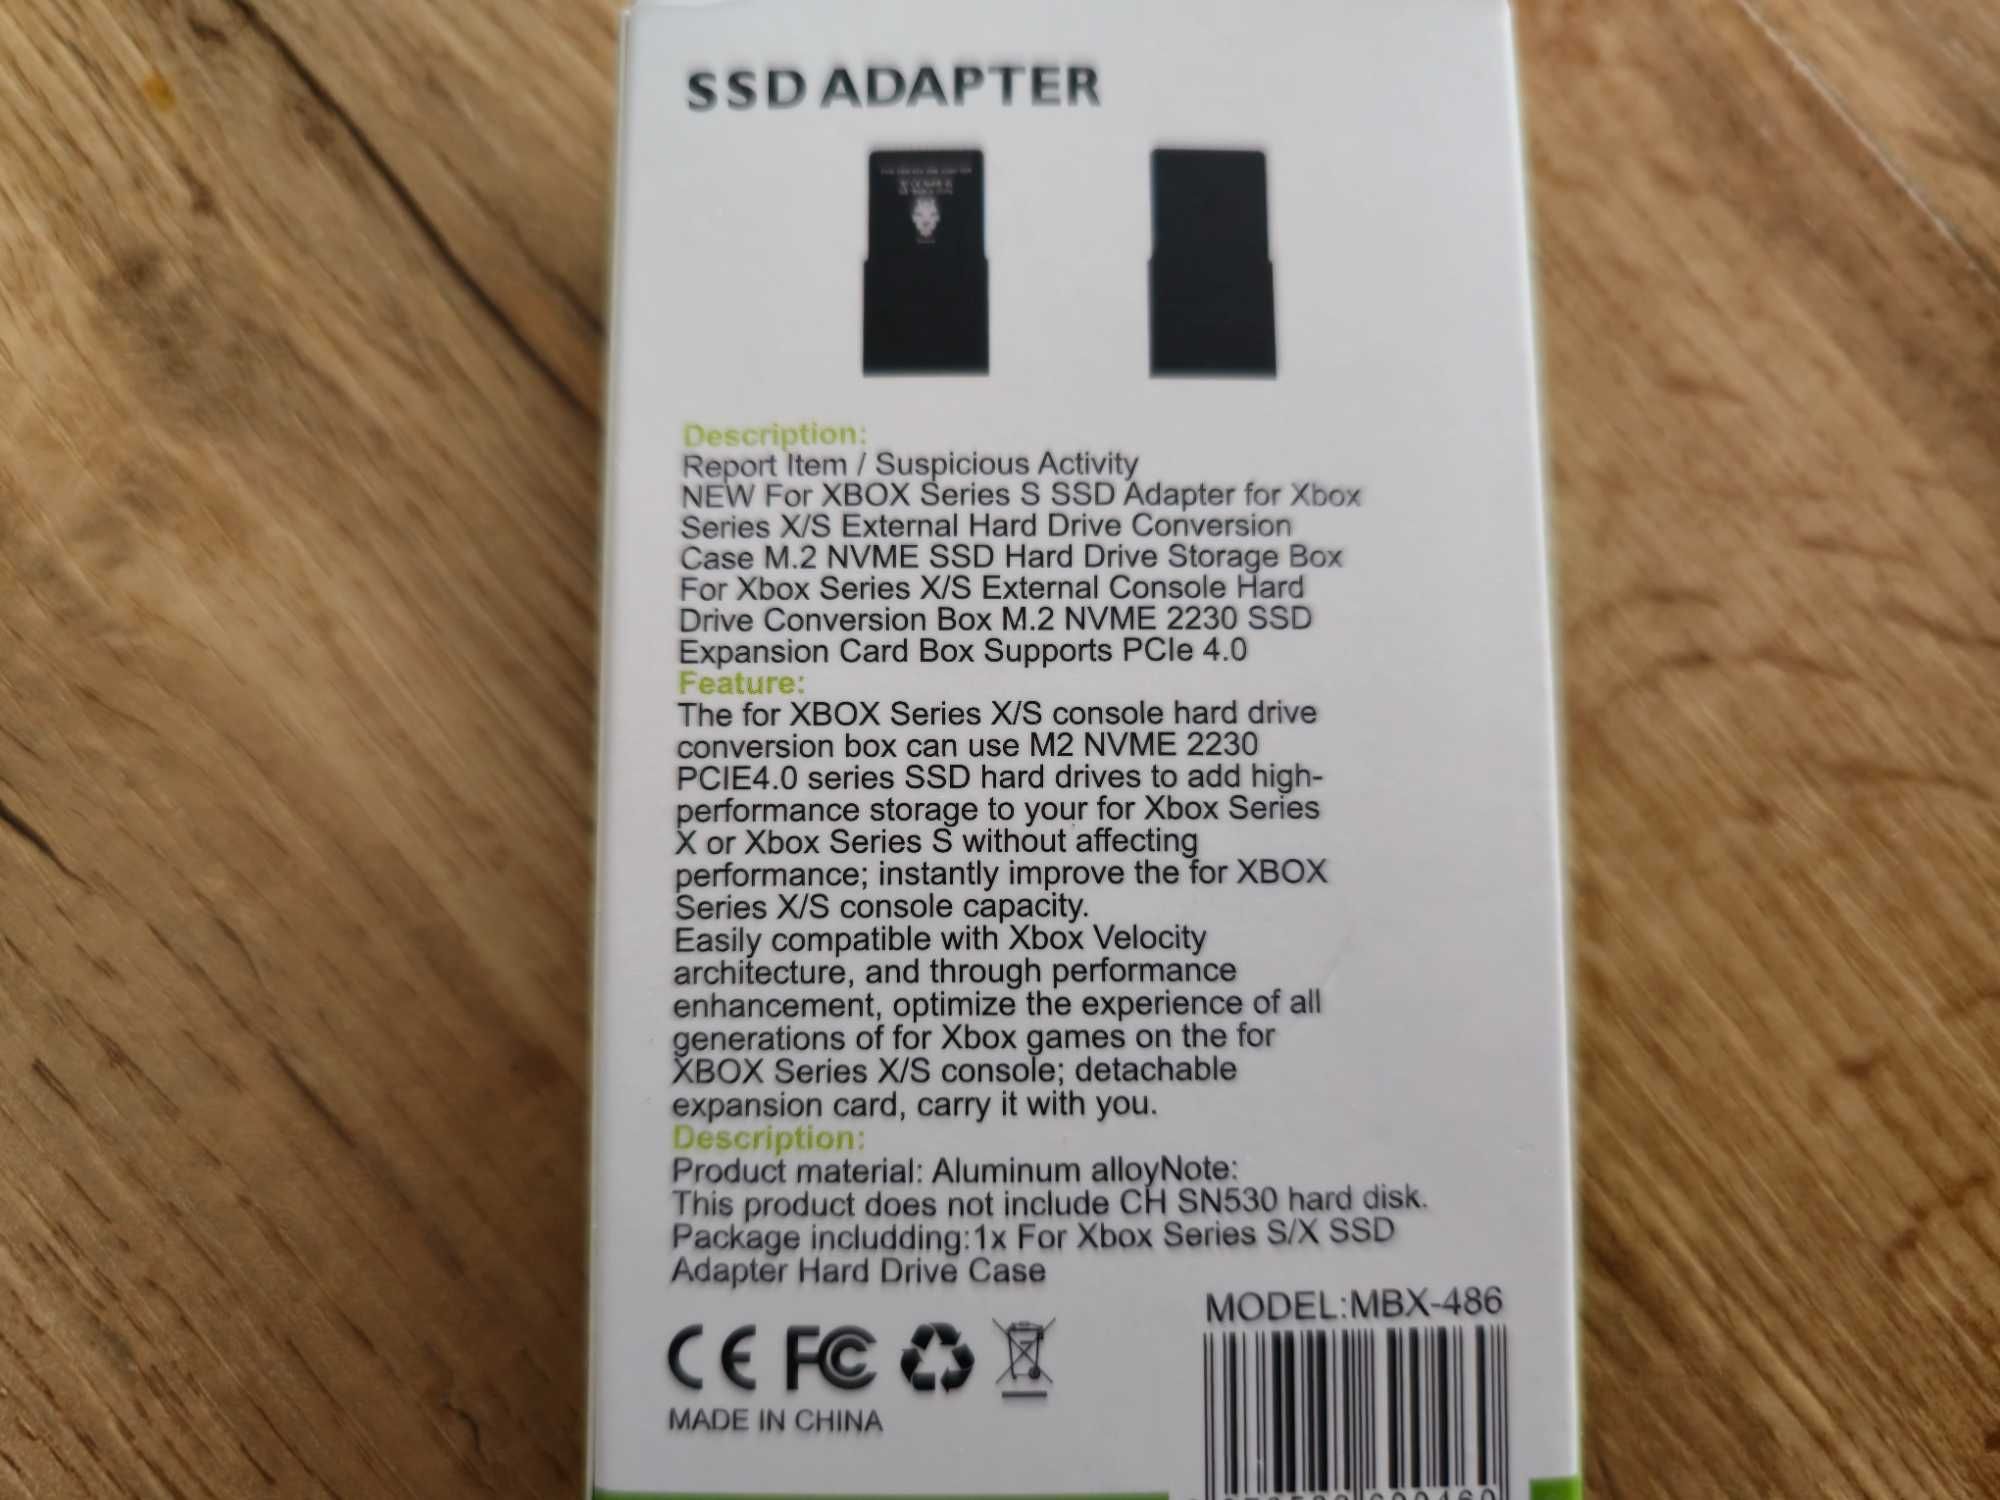 SSD ADAPTER
Description:
Report Item / Suspicious Activity
NEW For XBOX Series S SSD Adapter for Xbox
Series X/S External Hard Drive Conversion
Case M.2 NVME SSD Hard Drive Storage Box
For Xbox Series X/S External Console Hard
Drive Conversion Box M.2 NVME 2230 SSD
Expansion Card Box Supports PCIe 4.0
Feature:
The for XBOX Series X/S console hard drive
conversion box can use M2 NVME 2230
PCIE4.0 series SSD hard drives to add high-
performance storage to your for Xbox Series
X or Xbox Series S without affecting
performance; instantly improve the for XBOX
Series X/S console capacity.
Easily compatible with Xbox Velocity
architecture, and through performance
enhancement, optimize the experience of all
generations of for Xbox games on the for
XBOX Series X/S console; detachable
expansion card, carry it with you.
Description:
Product material: Aluminum alloyNote:
This product does not include CH SN530 hard disk.
Package includding:1x For Xbox Series S/X SSD
Adapter Hard Drive Case
MODEL:MBX-486
CE FC
MADE IN CHINA